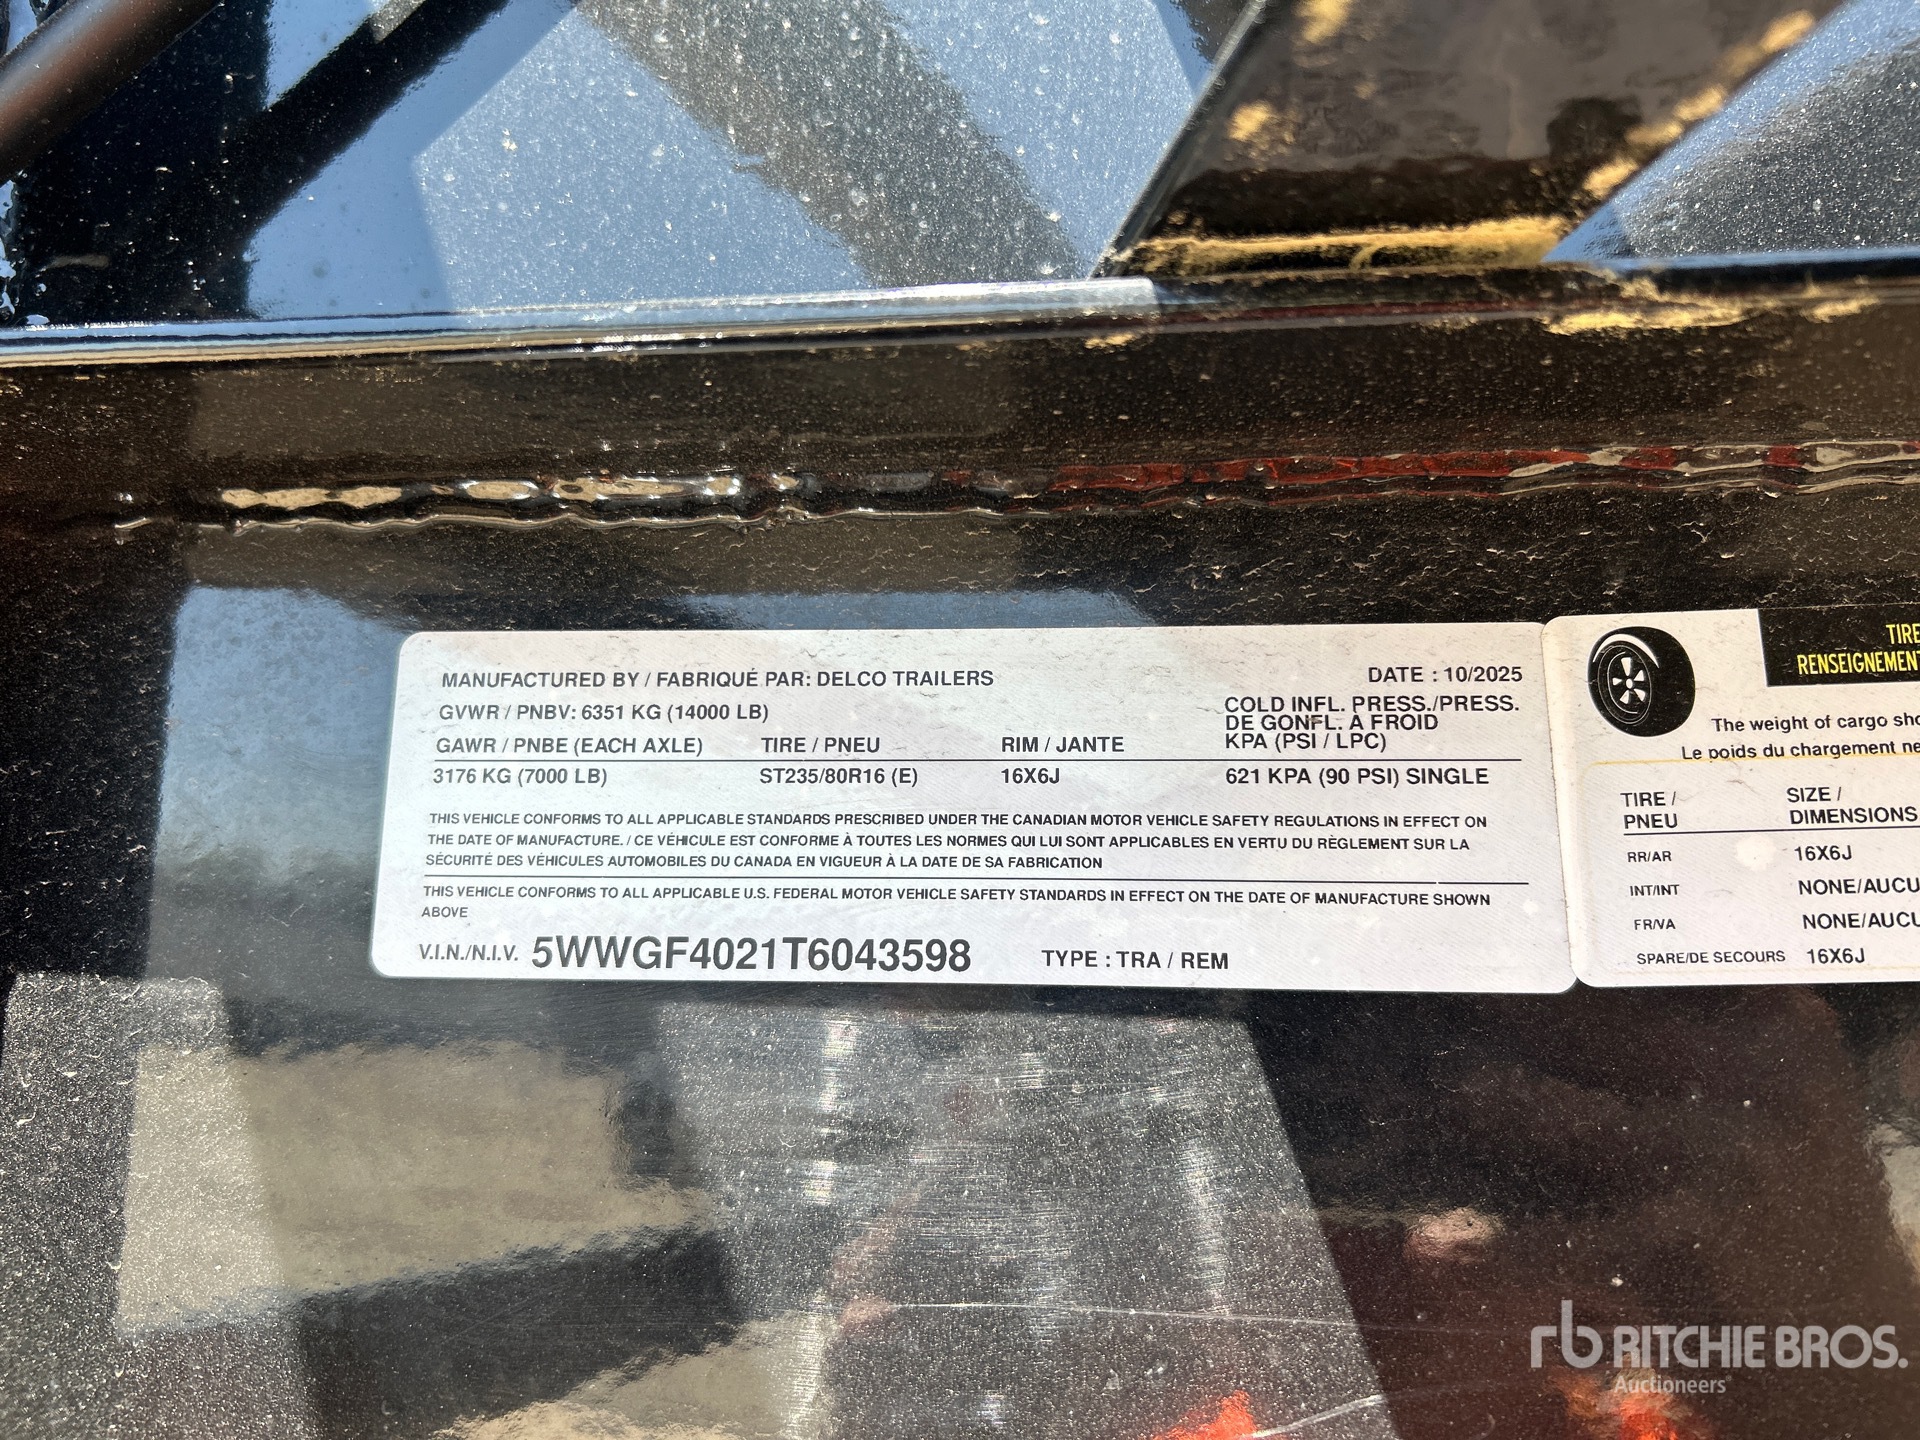 MANUFACTURED BY / FABRIQUÉ PAR: DELCO TRAILERS
DATE : 10/2025
GVWR / PNBV: 6351 KG (14000 LB)
COLD INFL. PRESS./PRESS.
DE GONFL. A FROID
KPA (PSI / LPC)
GAWR / PNBE (EACH AXLE) TIRE / PNEU RIM / JANTE
3176 KG (7000 LB) ST235/80R16 (E) 16X6J 621 KPA (90 PSI) SINGLE
THIS VEHICLE CONFORMS TO ALL APPLICABLE STANDARDS PRESCRIBED UNDER THE CANADIAN MOTOR VEHICLE SAFETY REGULATIONS IN EFFECT ON
THE DATE OF MANUFACTURE. / CE VÉHICULE EST CONFORME À TOUTES LES NORMES QUI LUI SONT APPLICABLES EN VERTU DU RÈGLEMENT SUR LA
SÉCURITÉ DES VÉHICULES AUTOMOBILES DU CANADA EN VIGUEUR À LA DATE DE SA FABRICATION
THIS VEHICLE CONFORMS TO ALL APPLICABLE U.S. FEDERAL MOTOR VEHICLE SAFETY STANDARDS IN EFFECT ON THE DATE OF MANUFACTURE SHOWN
ABOVE
V.I.N./N.I.V. 5WWGF4021T6043598 TYPE : TRA / REM
TIRE
RENSEIGNEMENT
The weight of cargo sho
Le poids du chargement ne
TIRE / SIZE /
PNEU DIMENSIONS
RR/AR 16X6J
INT/INT NONE/AUCU
FR/VA NONE/AUCU
SPARE/DE SECOURS 16X6J
rb RITCHIE BROS.
Auctioneers